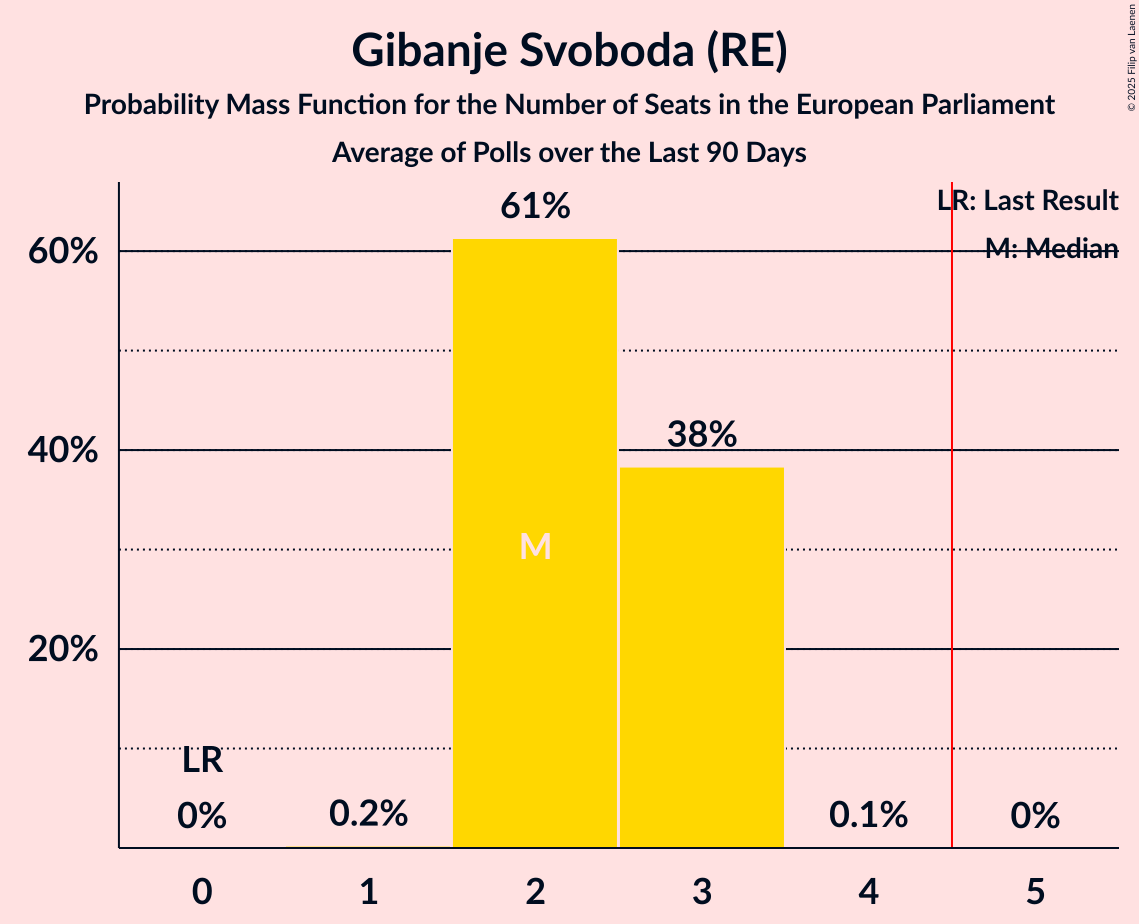 Gibanje Svoboda (RE)
Probability Mass Function for the Number of Seats in the European Parliament
Average of Polls over the Last 90 Days
© 2025 Filip van Laenen
LR: Last Result
M: Median
61%
60%
38%
40%
M
20%
LR
0%
0.2%
0.1%
0%
0 1 2 3 4 5